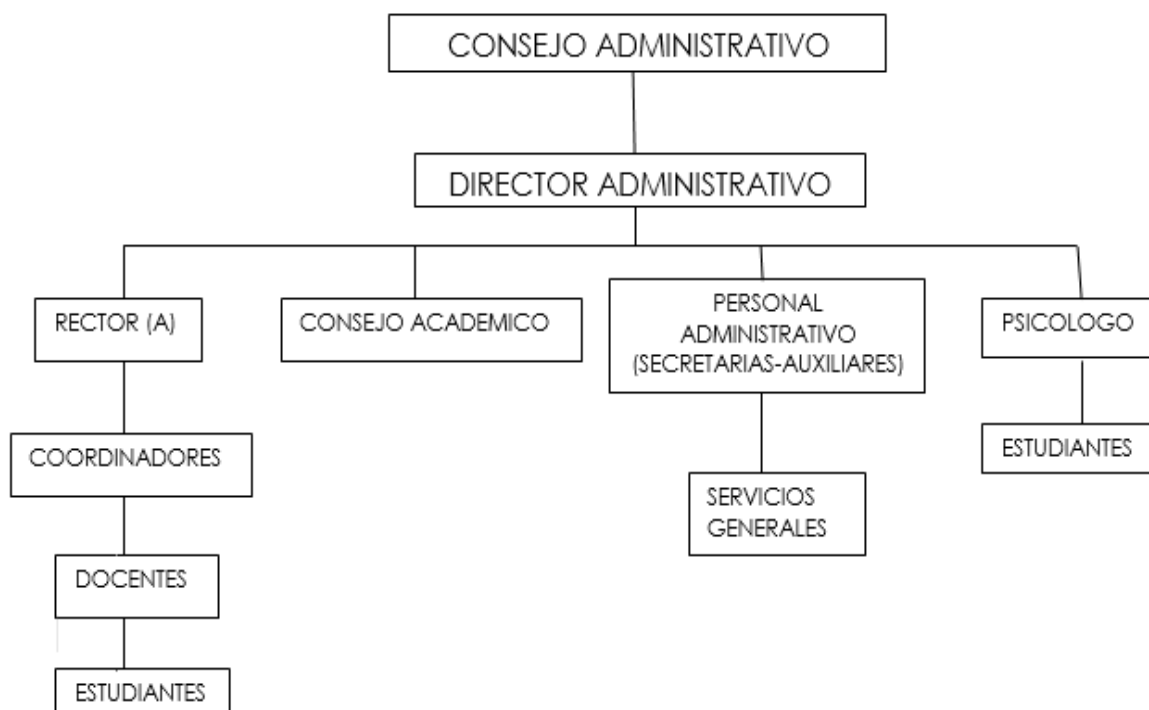 CONSEJO ADMINISTRATIVO
DIRECTOR ADMINISTRATIVO
RECTOR (A)
CONSEJO ACADEMICO
PERSONAL
ADMINISTRATIVO
(SECRETARIAS-AUXILIARES)
PSICOLOGO
COORDINADORES
ESTUDIANTES
SERVICIOS
GENERALES
DOCENTES
ESTUDIANTES